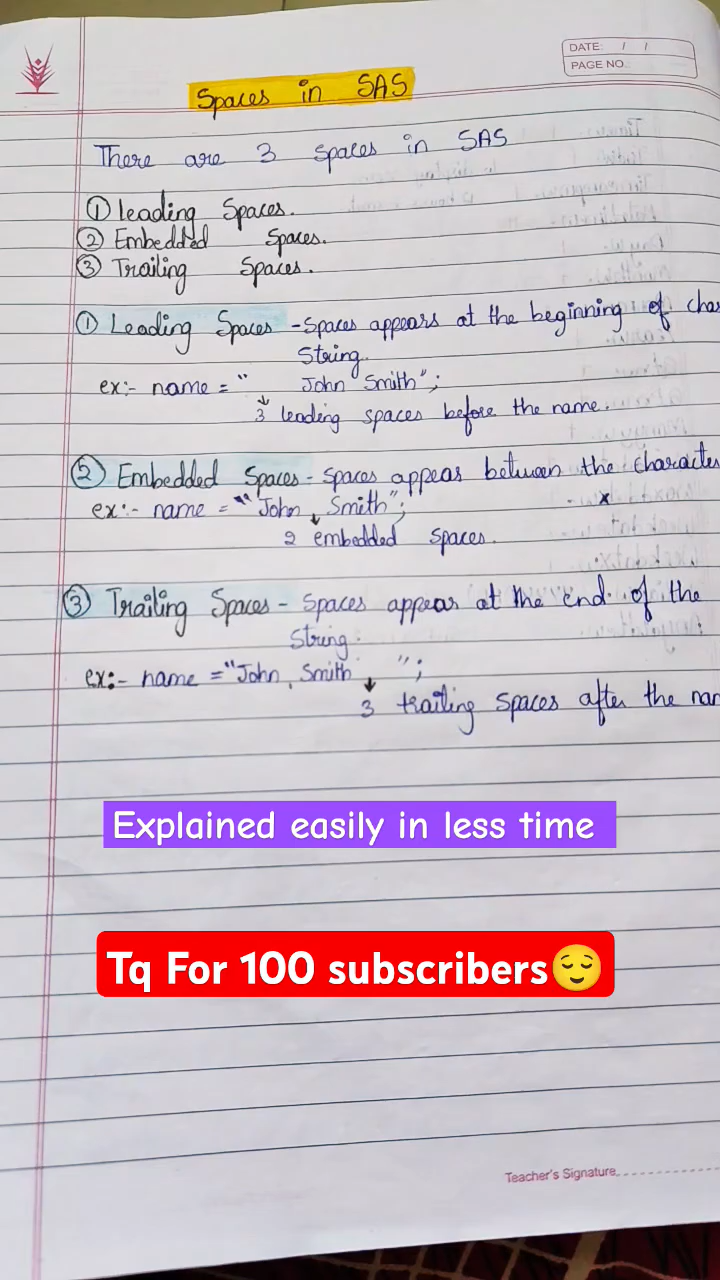 DATE: / /
PAGE NO.
Spaces in SAS
There are 3 spaces in SAS
① Leading Spaces.
② Embedded Spaces.
③ Trailing Spaces.
① Leading Spaces - Spaces appears at the beginning of cha
String.
ex:- name = " John Smith";
3 leading spaces before the name.
② Embedded Spaces - Spaces appears between the characte
ex:- name = "John Smith";
2 embedded spaces.
③ Trailing Spaces - Spaces appear at the end of the
String.
ex:- name = "John Smith ";
3 trailing spaces after the nam
Explained easily in less time
Tq For 100 subscribers😌
Teacher's Signature